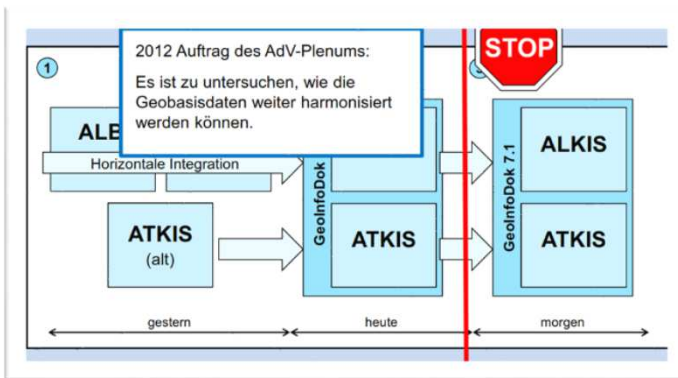 2012 Auftrag des AdV-Plenums:
Es ist zu untersuchen, wie die
Geobasisdaten weiter harmonisiert
werden können.
STOP
1
ALB
Horizontale Integration
ATKIS
(alt)
GeoInfoDok
ATKIS
GeoInfoDok 7.1
ALKIS
ATKIS
gestern
heute
morgen